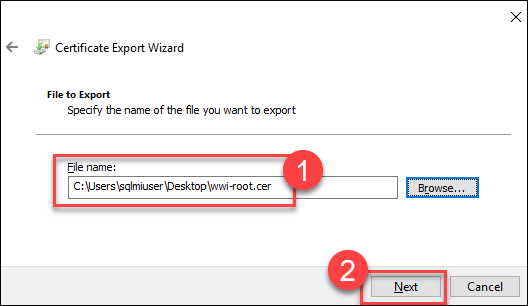 Certificate Export Wizard
File to Export
Specify the name of the file you want to export
File name:
1
C:\Users\sqlmiuser\Desktop\wwi-root.cer
Browse...
2
Next
Cancel